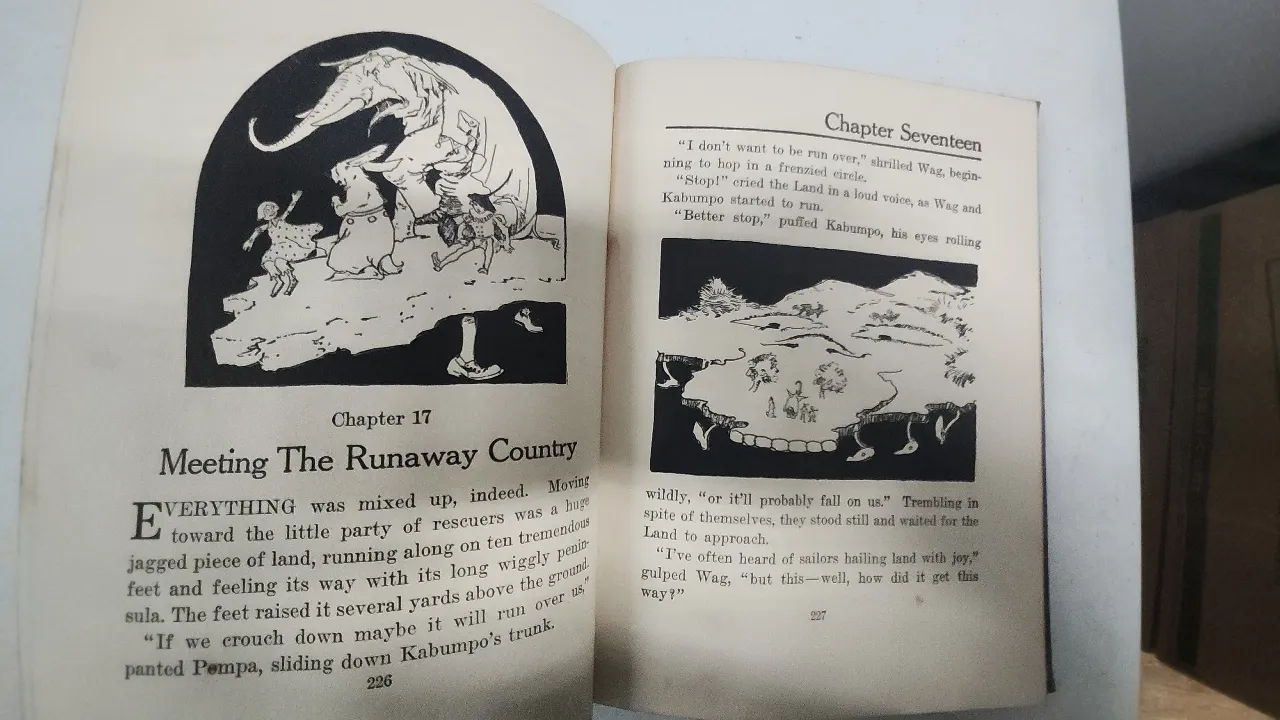 Chapter 17
Meeting The Runaway Country
EVERYTHING was mixed up, indeed. Moving
toward the little party of rescuers was a huge
jagged piece of land, running along on ten tremendous
feet and feeling its way with its long wiggly penin-
sula. The feet raised it several yards above the ground.
“If we crouch down maybe it will run over us,”
panted Pompa, sliding down Kabumpo’s trunk.
226
Chapter Seventeen
“I don’t want to be run over,” shrilled Wag, begin-
ning to hop in a frenzied circle.
“Stop!” cried the Land in a loud voice, as Wag and
Kabumpo started to run.
“Better stop,” puffed Kabumpo, his eyes rolling
wildly, “or it’ll probably fall on us.” Trembling in
spite of themselves, they stood still and waited for the
Land to approach.
“I’ve often heard of sailors hailing land with joy,”
gulped Wag, “but this—well, how did it get this
way?”
227